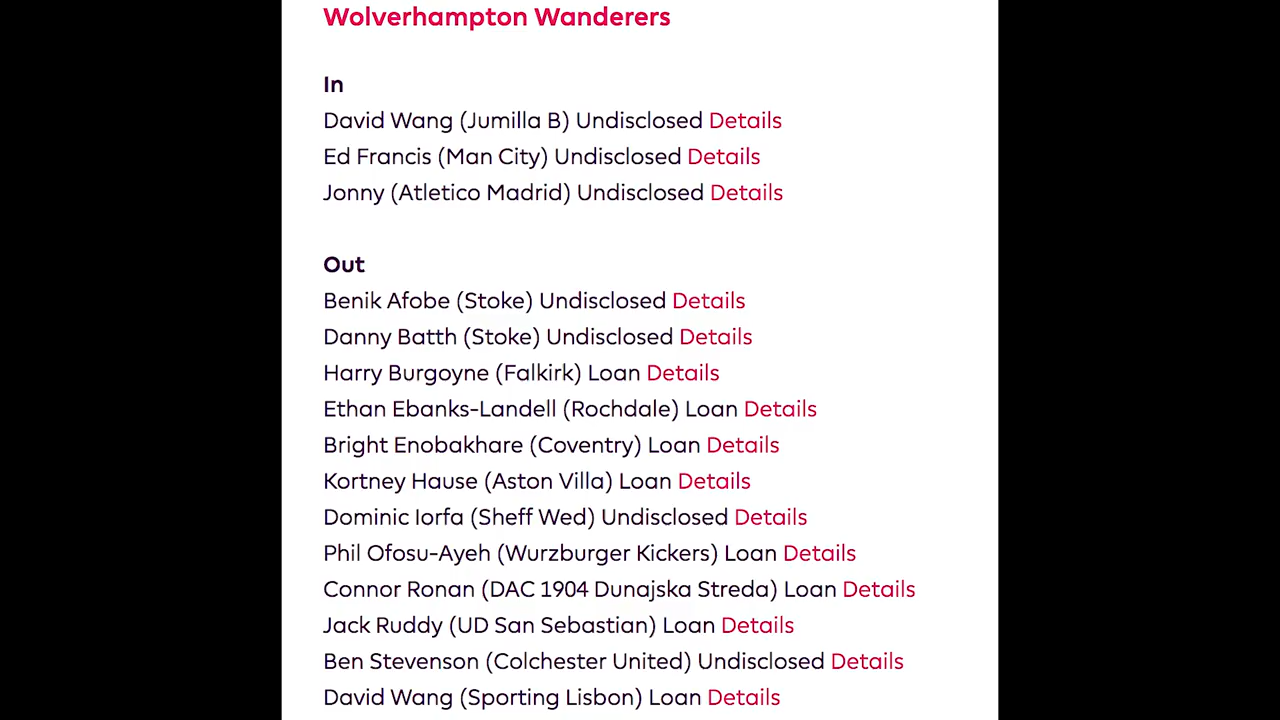 Wolverhampton Wanderers
In
David Wang (Jumilla B) Undisclosed Details
Ed Francis (Man City) Undisclosed Details
Jonny (Atletico Madrid) Undisclosed Details
Out
Benik Afobe (Stoke) Undisclosed Details
Danny Batth (Stoke) Undisclosed Details
Harry Burgoyne (Falkirk) Loan Details
Ethan Ebanks-Landell (Rochdale) Loan Details
Bright Enobakhare (Coventry) Loan Details
Kortney Hause (Aston Villa) Loan Details
Dominic Iorfa (Sheff Wed) Undisclosed Details
Phil Ofosu-Ayeh (Wurzburger Kickers) Loan Details
Connor Ronan (DAC 1904 Dunajska Streda) Loan Details
Jack Ruddy (UD San Sebastian) Loan Details
Ben Stevenson (Colchester United) Undisclosed Details
David Wang (Sporting Lisbon) Loan Details